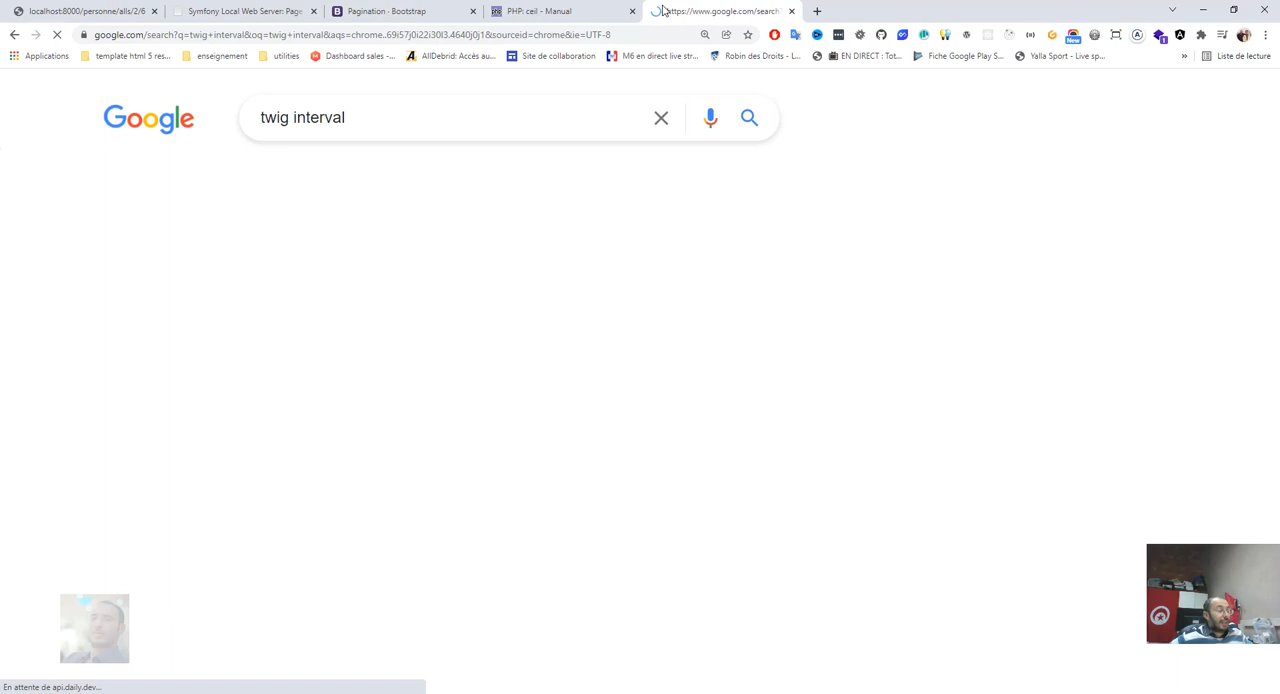 localhost:8000/personne/alls/2/6
Symfony Local Web Server: Page
Pagination · Bootstrap
PHP: ceil - Manual
https://www.google.com/search?
google.com/search?q=twig+interval&oq=twig+interval&aqs=chrome..69i57j0i22i30l3.4640j0j1&sourceid=chrome&ie=UTF-8
New
1
Applications
template html 5 res...
enseignement
utilities
Dashboard sales -...
AllDebrid: Accès au...
Site de collaboration
M6 en direct live str...
Robin des Droits - L...
EN DIRECT : Tot...
Fiche Google Play S...
Yalla Sport - Live sp...
»
Liste de lecture
Google
twig interval
En attente de api.daily.dev...